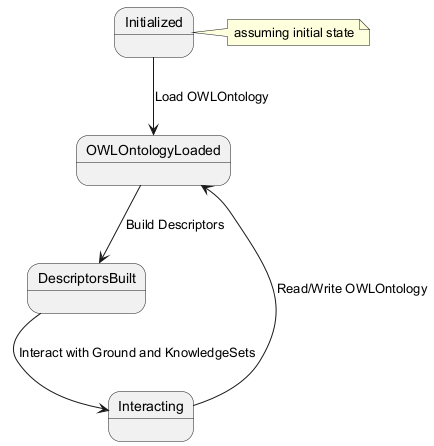 Initialized
assuming initial state
Load OWLOntology
OWLOntologyLoaded
Build Descriptors
DescriptorsBuilt
Read/Write OWLOntology
Interact with Ground and KnowledgeSets
Interacting